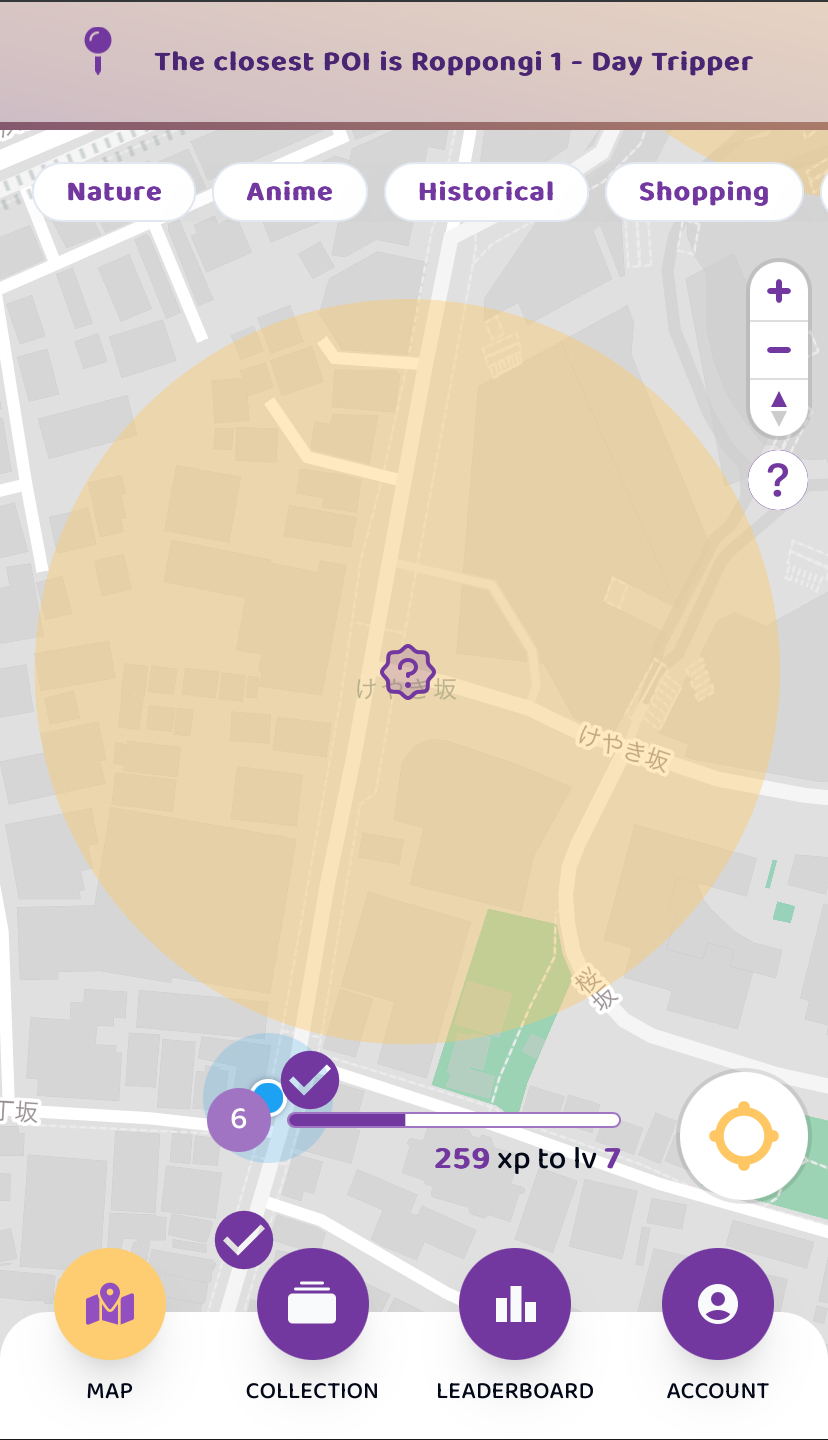 The closest POI is Roppongi 1 - Day Tripper
Nature
Anime
Historical
Shopping
?
?
けやき坂
けやき坂
桜坂
丁坂
6
259 xp to lv 7
MAP
COLLECTION
LEADERBOARD
ACCOUNT